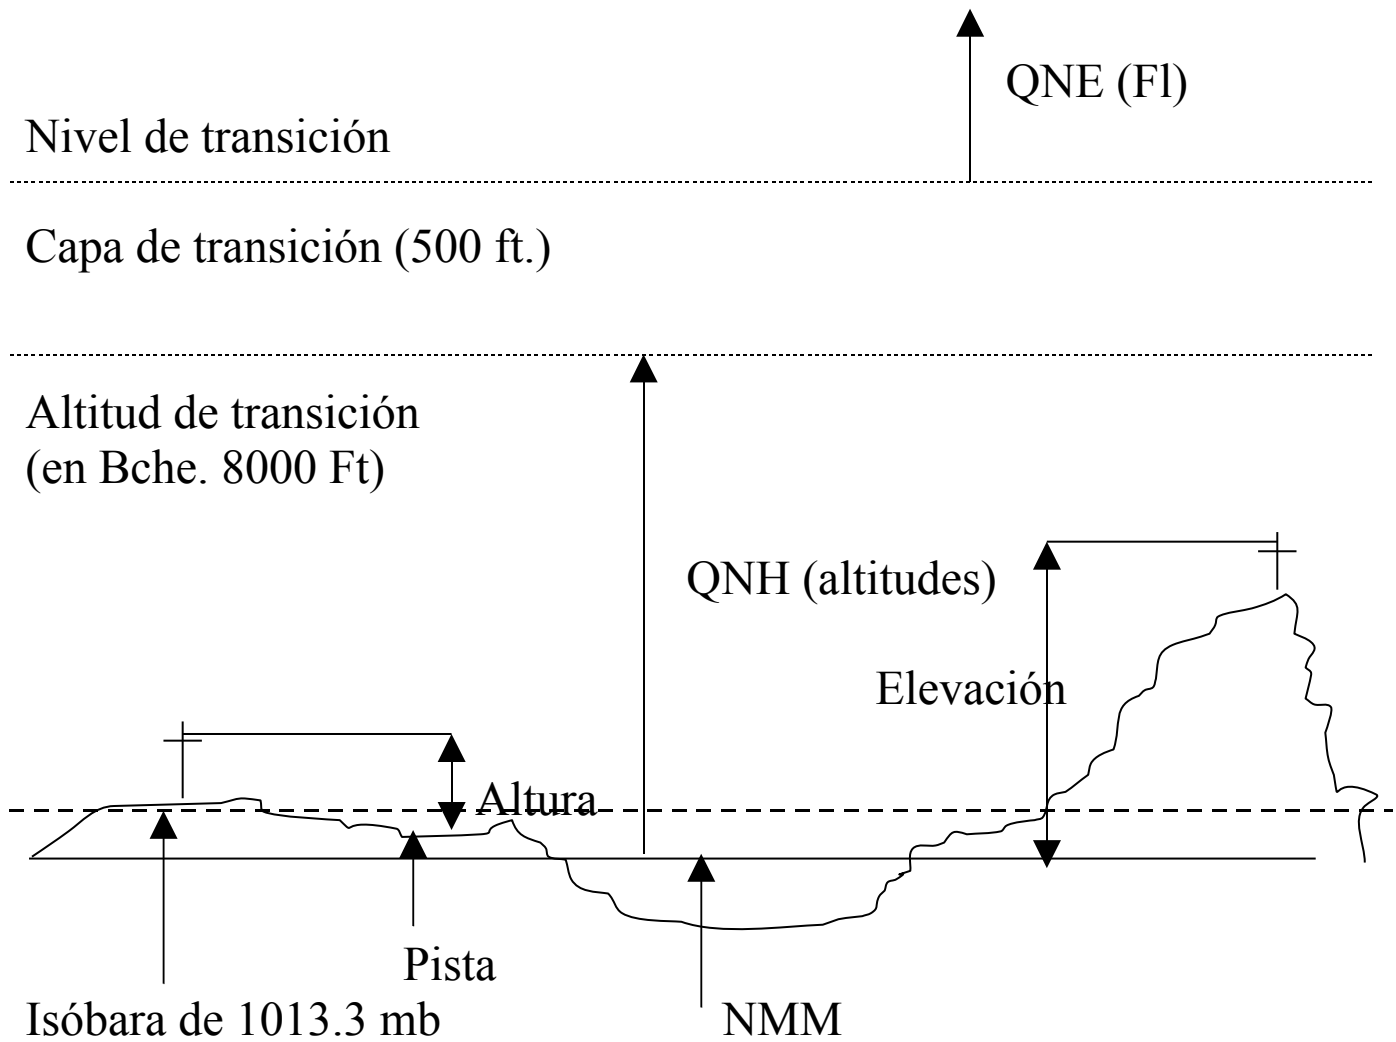 QNE (Fl)
Nivel de transición
Capa de transición (500 ft.)
Altitud de transición
(en Bche. 8000 Ft)
QNH (altitudes)
Elevación
Altura
Pista
Isóbara de 1013.3 mb
NMM